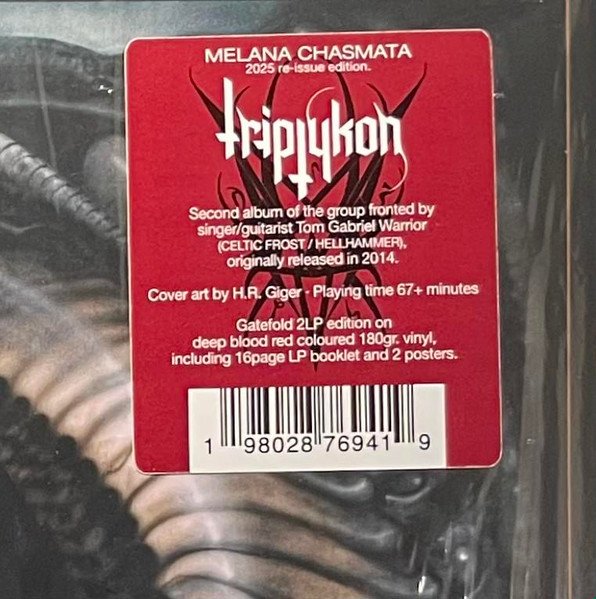 MELANA CHASMATA
2025 re-issue edition.
triptykon
Second album of the group fronted by
singer/guitarist Tom Gabriel Warrior
(CELTIC FROST / HELLHAMMER),
originally released in 2014.
Cover art by H.R. Giger - Playing time 67+ minutes
Gatefold 2LP edition on
deep blood red coloured 180gr. vinyl,
including 16page LP booklet and 2 posters.
1 98028 76941 9